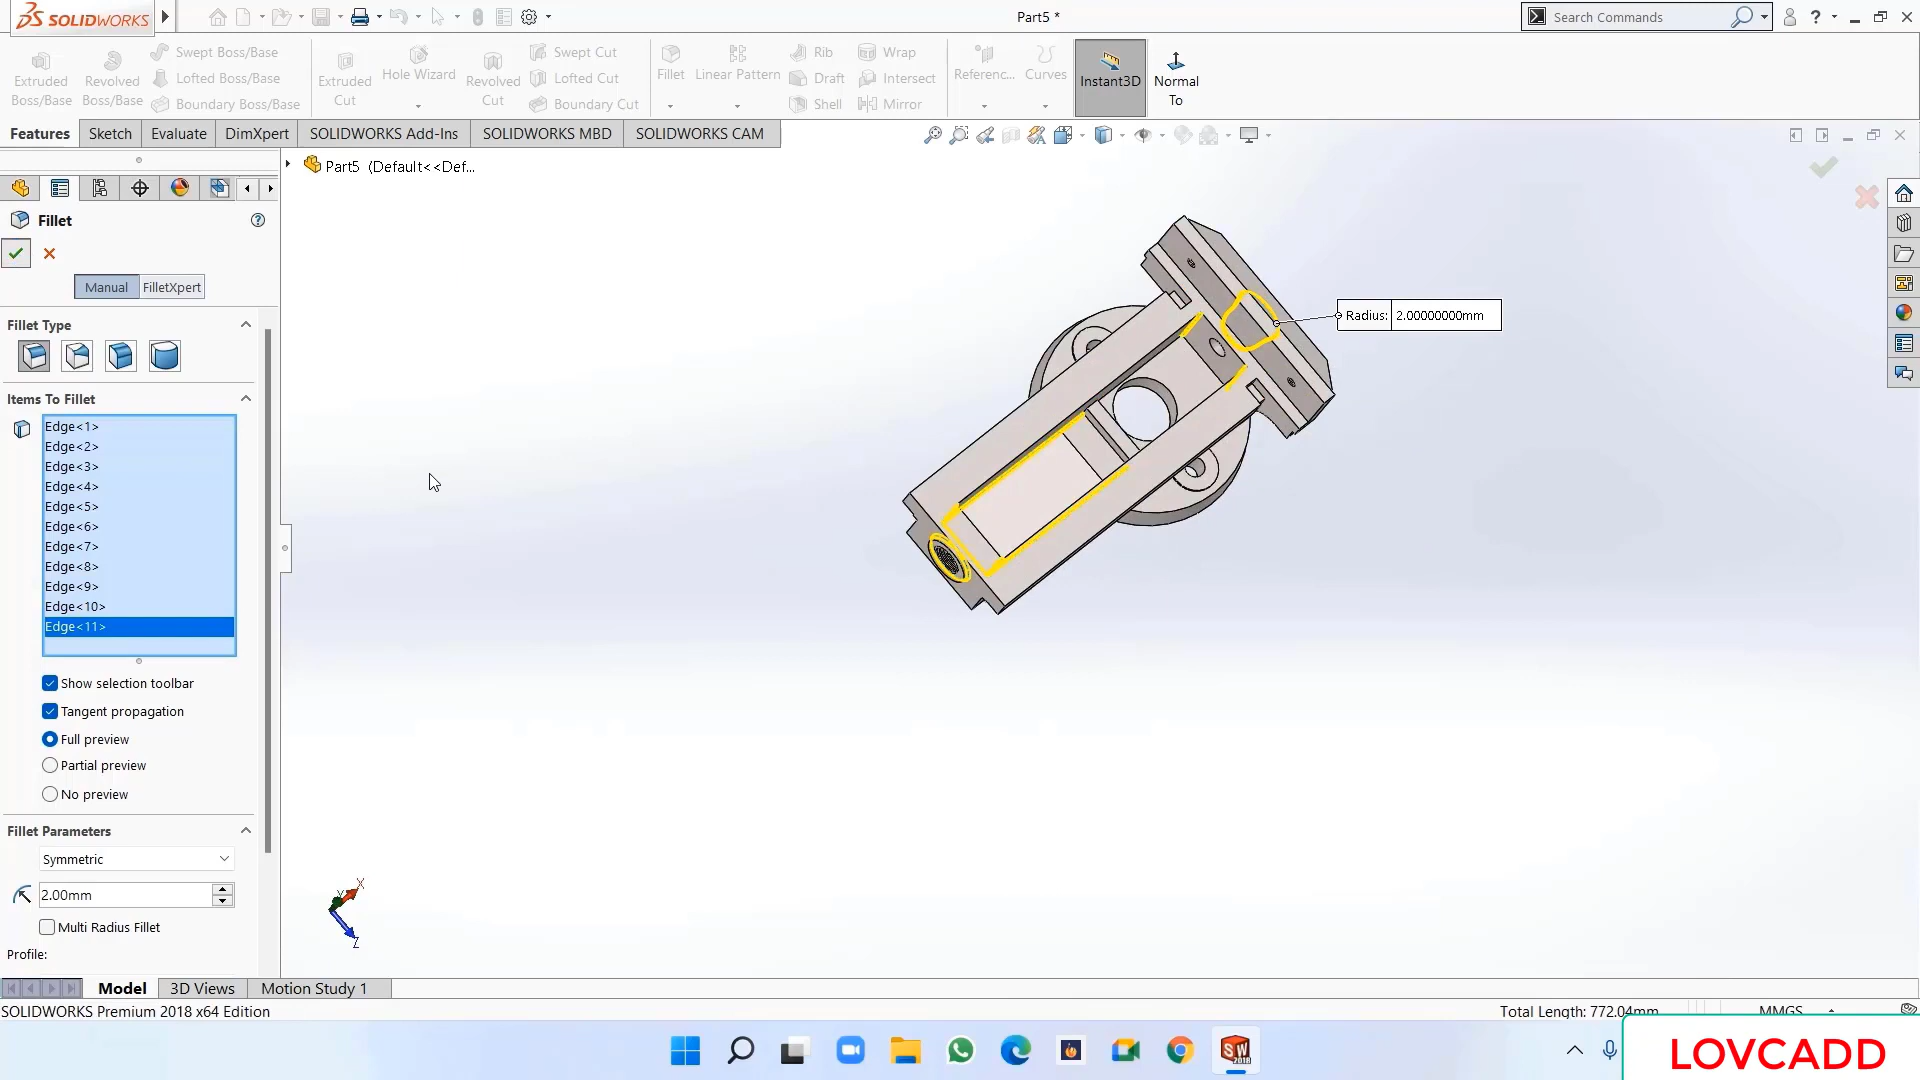 SOLIDWORKS
Part5 *
Search Commands
Extruded Boss/Base
Revolved Boss/Base
Swept Boss/Base
Lofted Boss/Base
Boundary Boss/Base
Extruded Cut
Hole Wizard
Revolved Cut
Swept Cut
Lofted Cut
Boundary Cut
Fillet
Linear Pattern
Rib
Draft
Shell
Wrap
Intersect
Mirror
Referenc...
Curves
Instant3D
Normal To
Features
Sketch
Evaluate
DimXpert
SOLIDWORKS Add-Ins
SOLIDWORKS MBD
SOLIDWORKS CAM
Part5 (Default<<Def...
Fillet
Manual
FilletXpert
Fillet Type
Items To Fillet
Edge<1>
Edge<2>
Edge<3>
Edge<4>
Edge<5>
Edge<6>
Edge<7>
Edge<8>
Edge<9>
Edge<10>
Edge<11>
Radius: 2.00000000mm
Show selection toolbar
Tangent propagation
Full preview
Partial preview
No preview
Fillet Parameters
Symmetric
2.00mm
Multi Radius Fillet
Profile:
X
Y
Z
Model
3D Views
Motion Study 1
SOLIDWORKS Premium 2018 x64 Edition
Total Length: 772.04mm
MMGS
SW
2018
LOVCADD